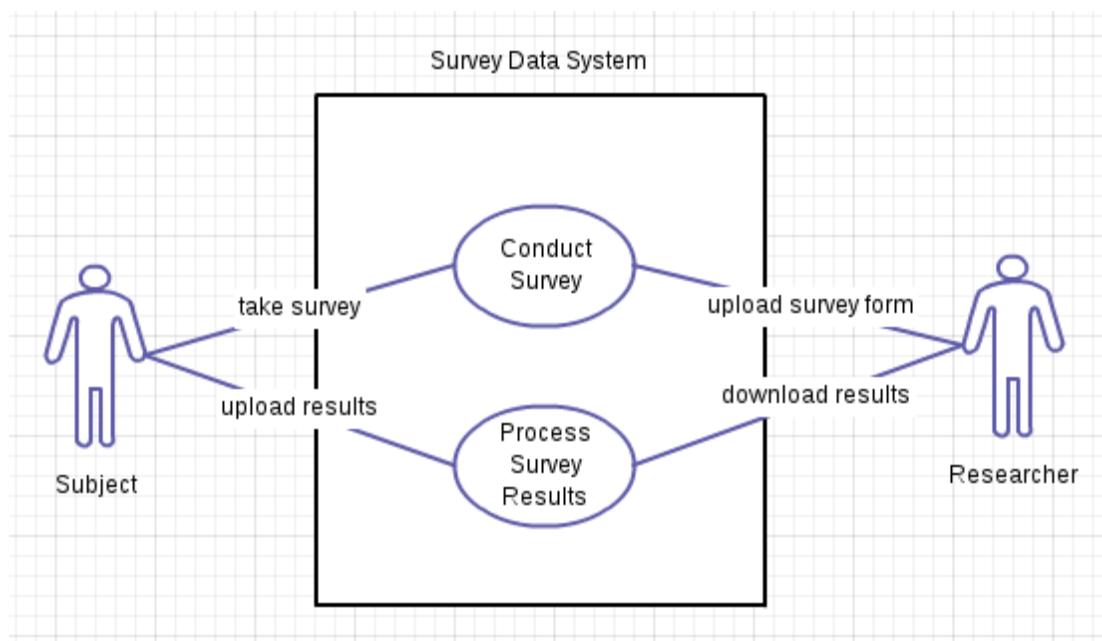 Survey Data System
Conduct
Survey
take survey
upload survey form
upload results
download results
Process
Survey
Results
Subject
Researcher